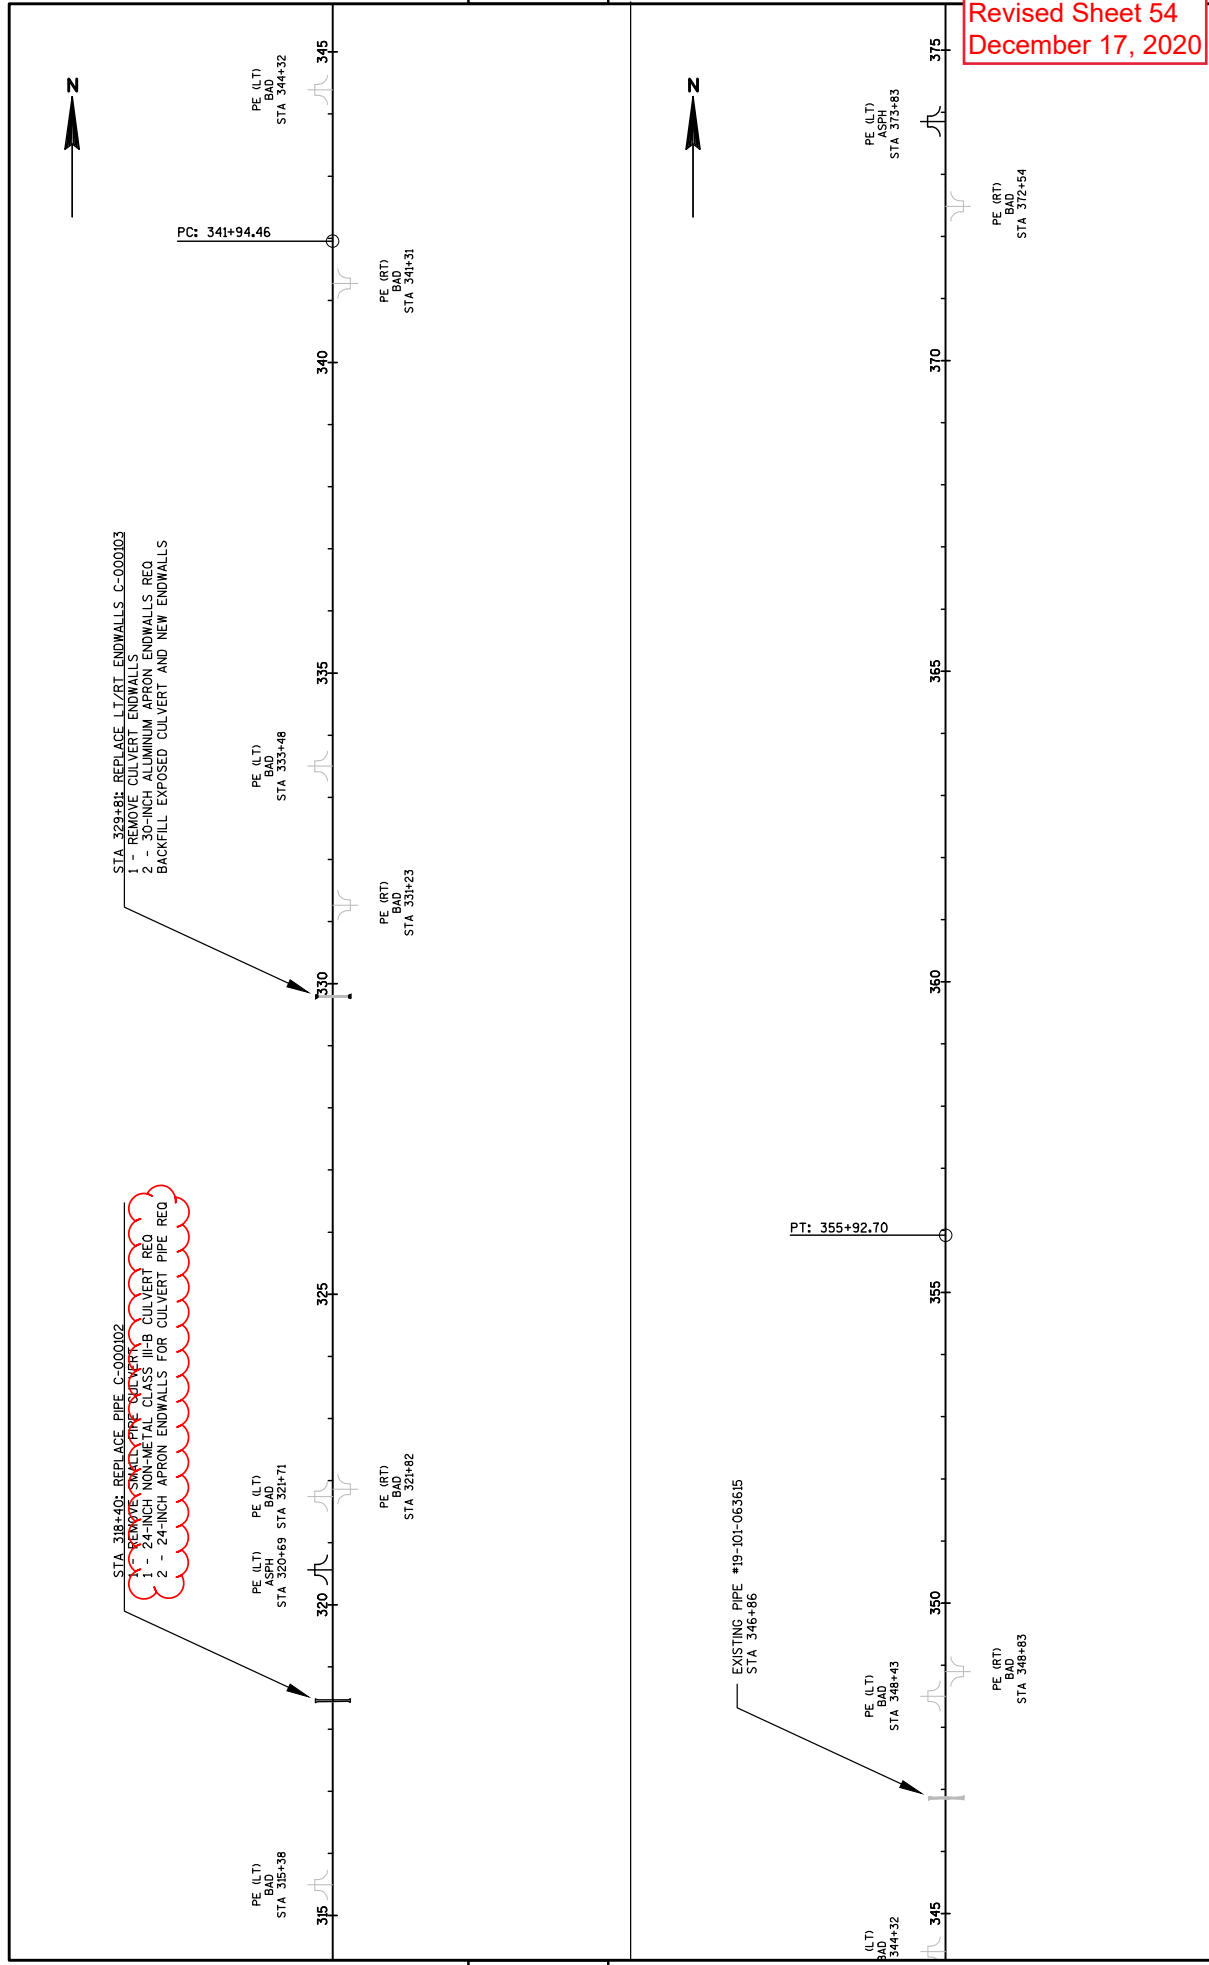 Revised Sheet 54
December 17, 2020
N
345
PE (LT)
BAD
STA 344+32
PC: 341+94.46
PE (RT)
BAD
STA 341+31
340
STA 329+81: REPLACE LT/RT ENDWALLS C-000103
1 - REMOVE CULVERT ENDWALLS
2 - 30-INCH ALUMINUM APRON ENDWALLS REQ
BACKFILL EXPOSED CULVERT AND NEW ENDWALLS
335
PE (LT)
BAD
STA 333+48
PE (RT)
BAD
STA 331+23
330
STA 318+40: REPLACE PIPE C-000102
1 - REMOVE SMALL PIPE CULVERT
1 - 24-INCH NON-METAL CLASS III-B CULVERT REQ
2 - 24-INCH APRON ENDWALLS FOR CULVERT PIPE REQ
325
PE (LT)
BAD
STA 321+71
PE (RT)
BAD
STA 321+82
PE (LT)
ASPH
STA 320+69
320
PE (LT)
BAD
STA 315+38
315
N
375
PE (LT)
ASPH
STA 373+83
PE (RT)
BAD
STA 372+54
370
365
360
PT: 355+92.70
355
EXISTING PIPE #19-101-063615
STA 346+86
350
PE (LT)
BAD
STA 348+43
PE (RT)
BAD
STA 348+83
345
(LT)
BAD
344+32